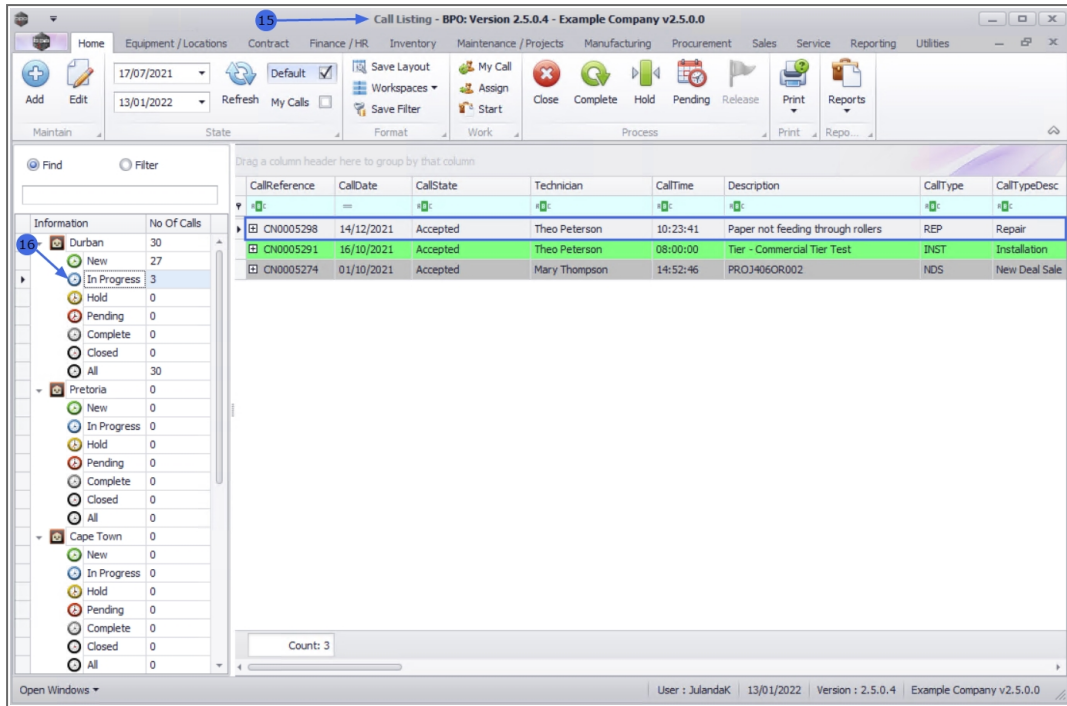 15
Call Listing - BPO: Version 2.5.0.4 - Example Company v2.5.0.0
Home Equipment / Locations Contract Finance / HR Inventory Maintenance / Projects Manufacturing Procurement Sales Service Reporting Utilities
Add Edit
17/07/2021
13/01/2022
Refresh
Default
My Calls
Save Layout
Workspaces
Save Filter
My Call
Assign
Start
Close Complete Hold Pending Release
Print Reports
Maintain State Format Work Process Print Repo...
Find Filter
Drag a column header here to group by that column
CallReference CallDate CallState Technician CallTime Description CallType CallTypeDesc
=
CN0005298 14/12/2021 Accepted Theo Peterson 10:23:41 Paper not feeding through rollers REP Repair
CN0005291 16/10/2021 Accepted Theo Peterson 08:00:00 Tier - Commercial Tier Test INST Installation
CN0005274 01/10/2021 Accepted Mary Thompson 14:52:46 PROJ406OR002 NDS New Deal Sale
Information No Of Calls
16
Durban 30
New 27
In Progress 3
Hold 0
Pending 0
Complete 0
Closed 0
All 30
Pretoria 0
New 0
In Progress 0
Hold 0
Pending 0
Complete 0
Closed 0
All 0
Cape Town 0
New 0
In Progress 0
Hold 0
Pending 0
Complete 0
Closed 0
All 0
Count: 3
Open Windows User : JulandaK 13/01/2022 Version : 2.5.0.4 Example Company v2.5.0.0